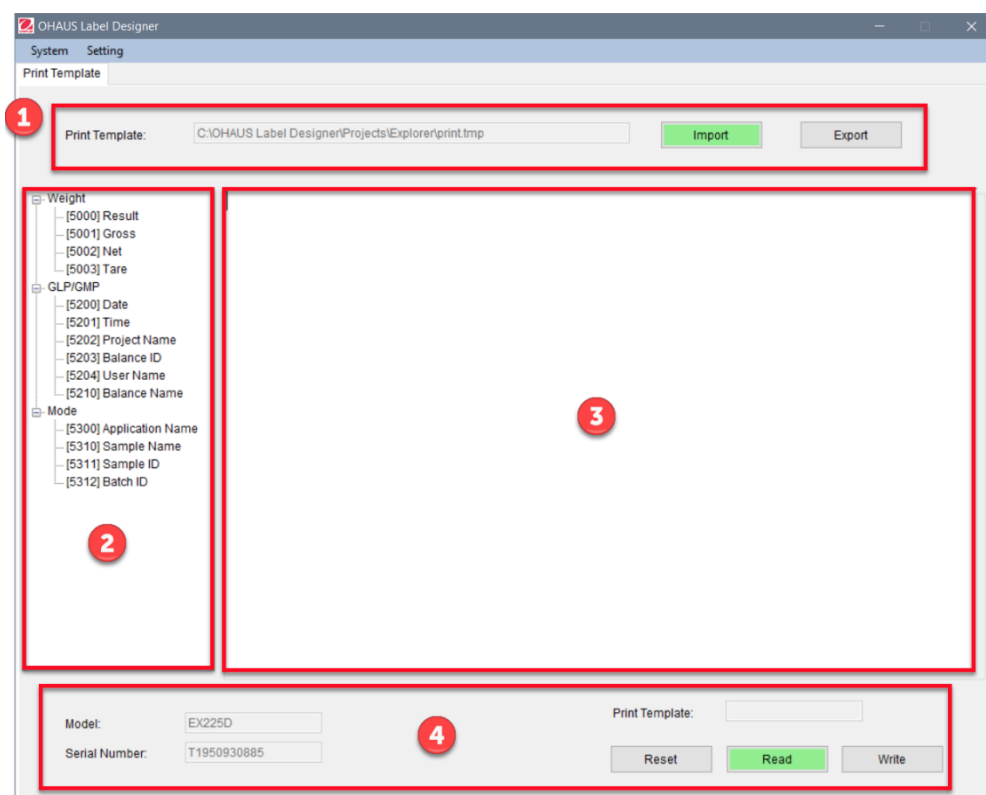 OHAUS Label Designer
System Setting
Print Template
1
Print Template: C:\OHAUS Label Designer\Projects\Explorer\print.tmp Import Export
Weight
[5000] Result
[5001] Gross
[5002] Net
[5003] Tare
GLP/GMP
[5200] Date
[5201] Time
[5202] Project Name
[5203] Balance ID
[5204] User Name
[5210] Balance Name
Mode
[5300] Application Name
[5310] Sample Name
[5311] Sample ID
[5312] Batch ID
2
3
Model: EX225D
Serial Number: T1950930885
4
Print Template:
Reset Read Write